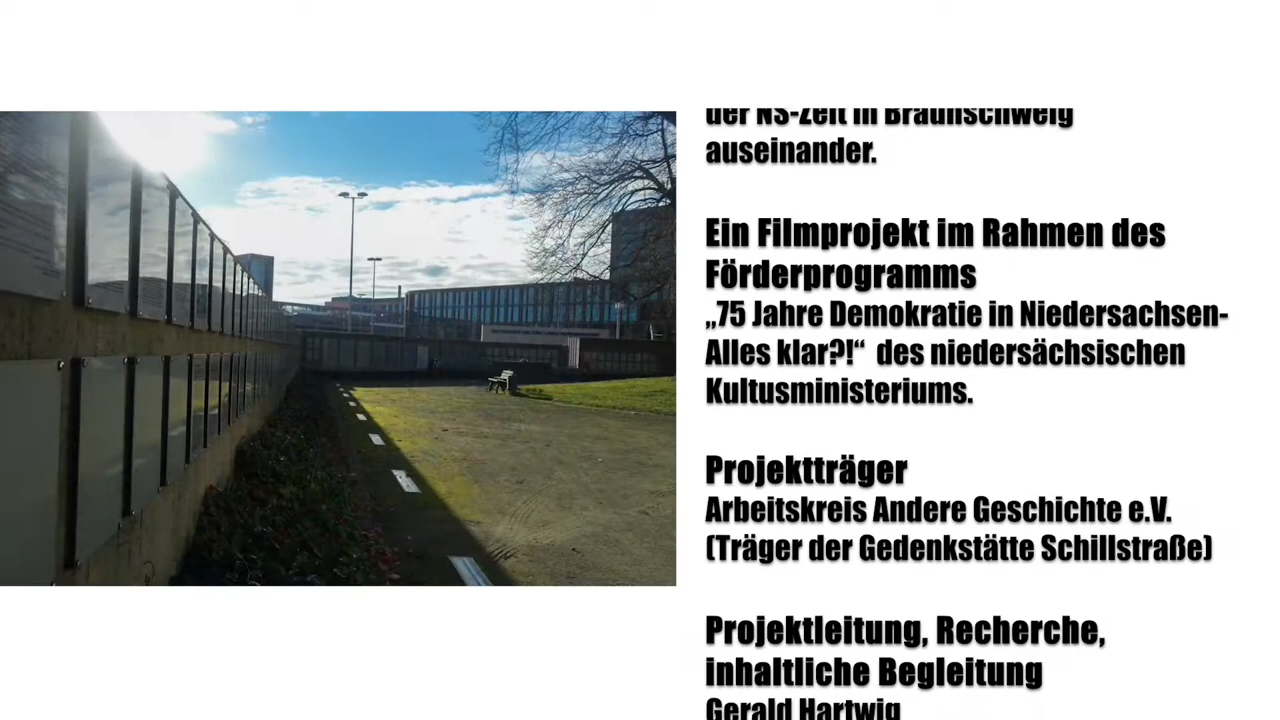 der NS-Zeit in Braunschweig
auseinander.
Ein Filmprojekt im Rahmen des
Förderprogramms
„75 Jahre Demokratie in Niedersachsen-
Alles klar?!“ des niedersächsischen
Kultusministeriums.
Projektträger
Arbeitskreis Andere Geschichte e.V.
(Träger der Gedenkstätte Schillstraße)
Projektleitung, Recherche,
inhaltliche Begleitung
Gerald Hartwig